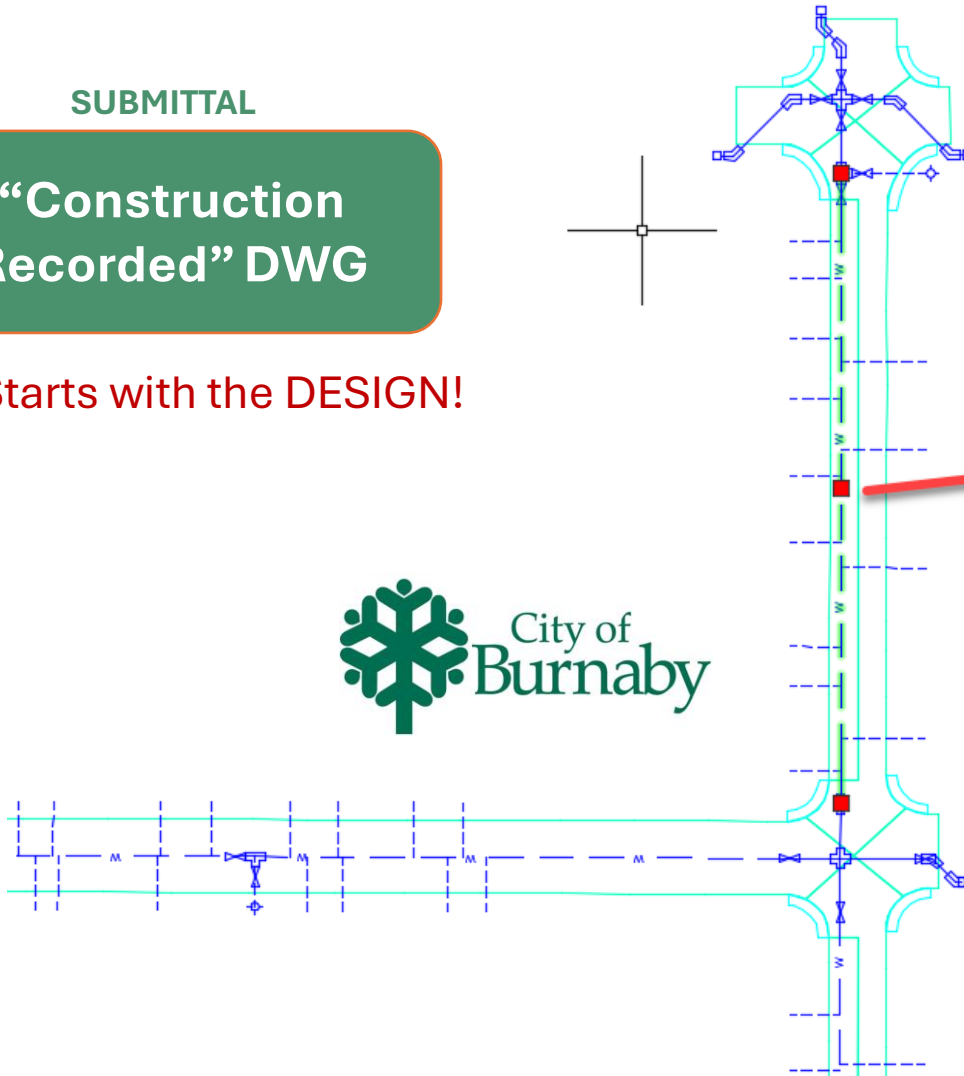 SUBMITTAL
“Construction
Recorded” DWG
Starts with the DESIGN!
City of
Burnaby
W
W
W
W
W
W
W
W